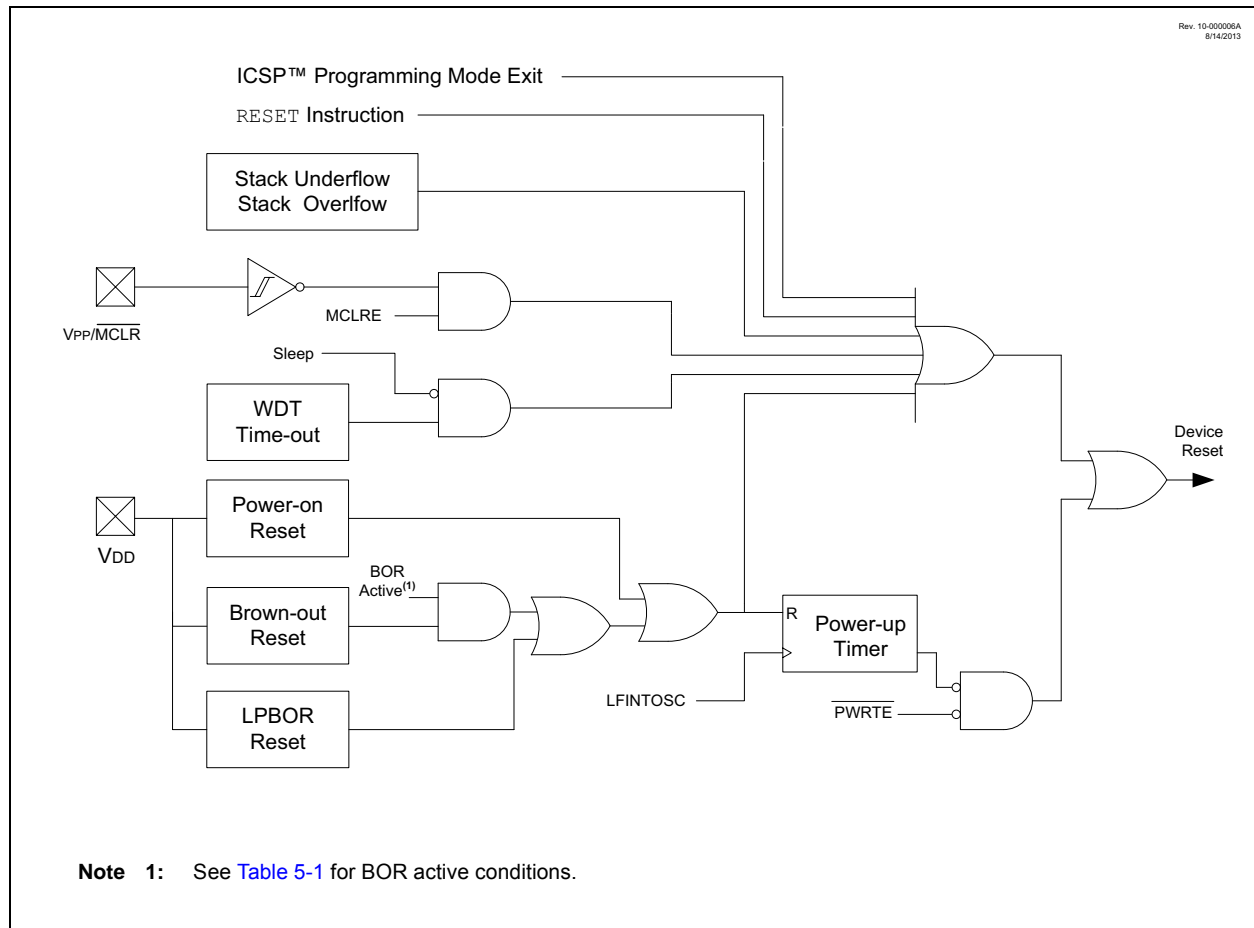 Rev. 10-000006A
8/14/2013
ICSP™ Programming Mode Exit
RESET Instruction
Stack Underflow
Stack Overlfow
VPP/MCLR
MCLRE
Sleep
WDT
Time-out
Device
Reset
VDD
Power-on
Reset
BOR
Active(1)
Brown-out
Reset
R
Power-up
Timer
LFINTOSC
PWRTE
LPBOR
Reset
Note 1: See Table 5-1 for BOR active conditions.